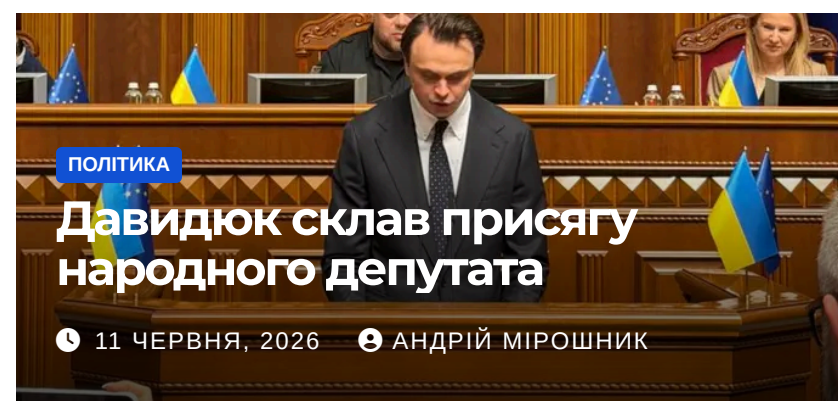 ПОЛІТИКА
Давидюк склав присягу
народного депутата
11 ЧЕРВНЯ, 2026 АНДРІЙ МІРОШНИК